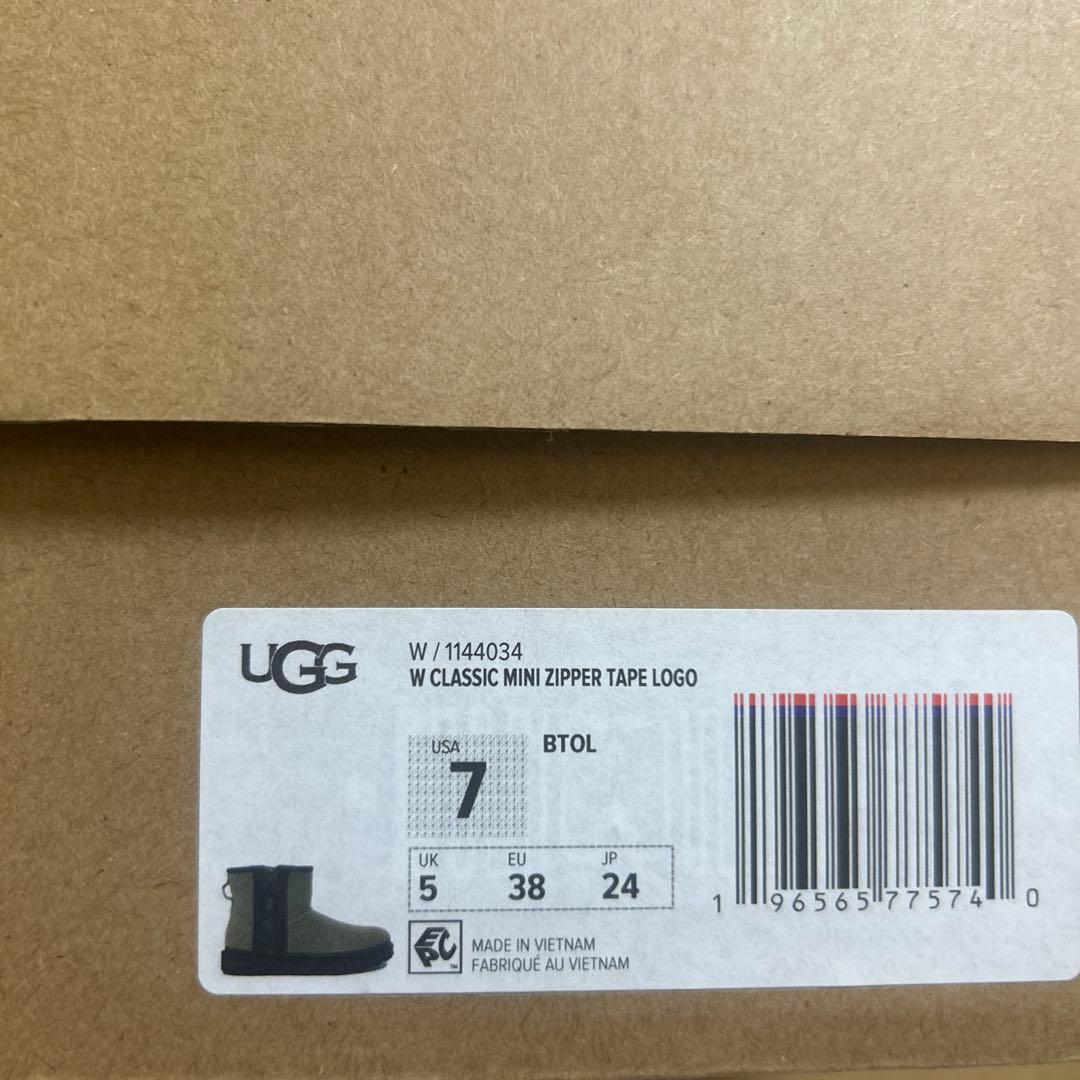 UGG
W / 1144034
W CLASSIC MINI ZIPPER TAPE LOGO
USA
7
BTOL
UK EU JP
5 38 24
1 96565 77574 0
EPC™
MADE IN VIETNAM
FABRIQUÉ AU VIETNAM